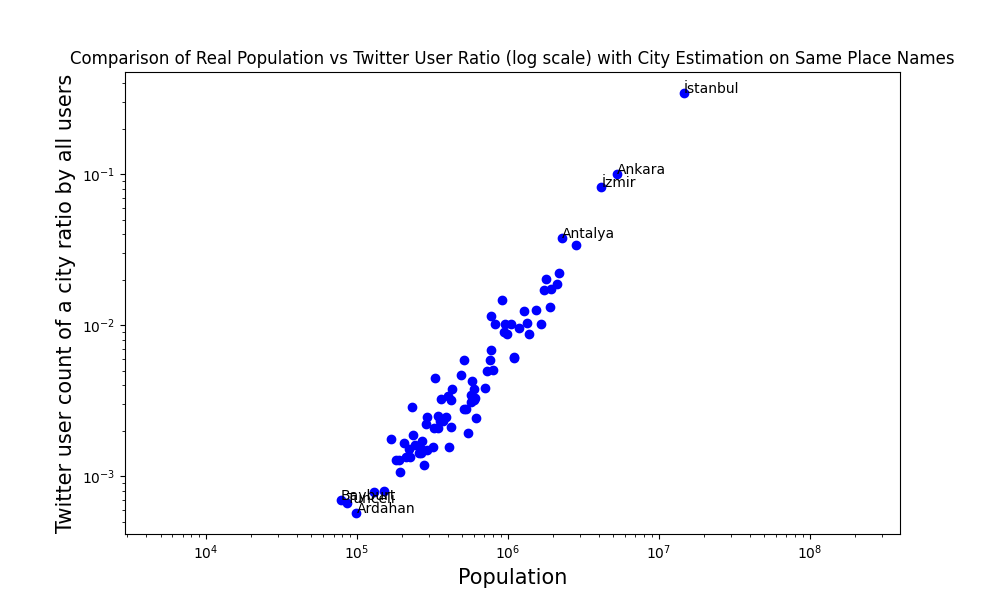 Comparison of Real Population vs Twitter User Ratio (log scale) with City Estimation on Same Place Names
Twitter user count of a city ratio by all users
10⁻¹
10⁻²
10⁻³
İstanbul
Ankara
İzmir
Antalya
Bayburt
Tunceli
Ardahan
10⁴
10⁵
10⁶
10⁷
10⁸
Population